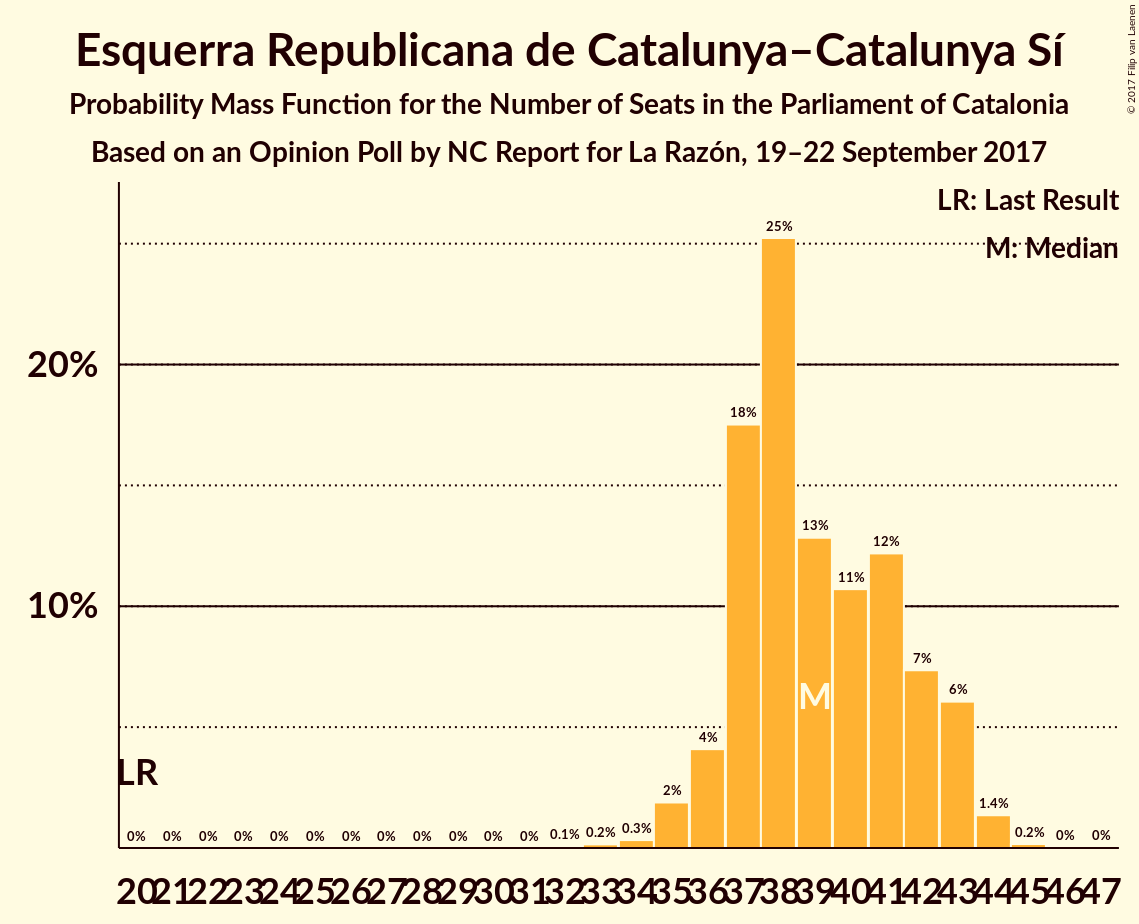 Esquerra Republicana de Catalunya–Catalunya Sí
Probability Mass Function for the Number of Seats in the Parliament of Catalonia
Based on an Opinion Poll by NC Report for La Razón, 19–22 September 2017
© 2017 Filip van Laenen
LR: Last Result
M: Median
25%
20%
18%
13%
12%
11%
10%
7%
6%
M
4%
LR
2%
1.4%
0% 0% 0% 0% 0% 0% 0% 0% 0% 0% 0% 0% 0.1% 0.2% 0.3% 0.2% 0% 0%
20 21 22 23 24 25 26 27 28 29 30 31 32 33 34 35 36 37 38 39 40 41 42 43 44 45 46 47